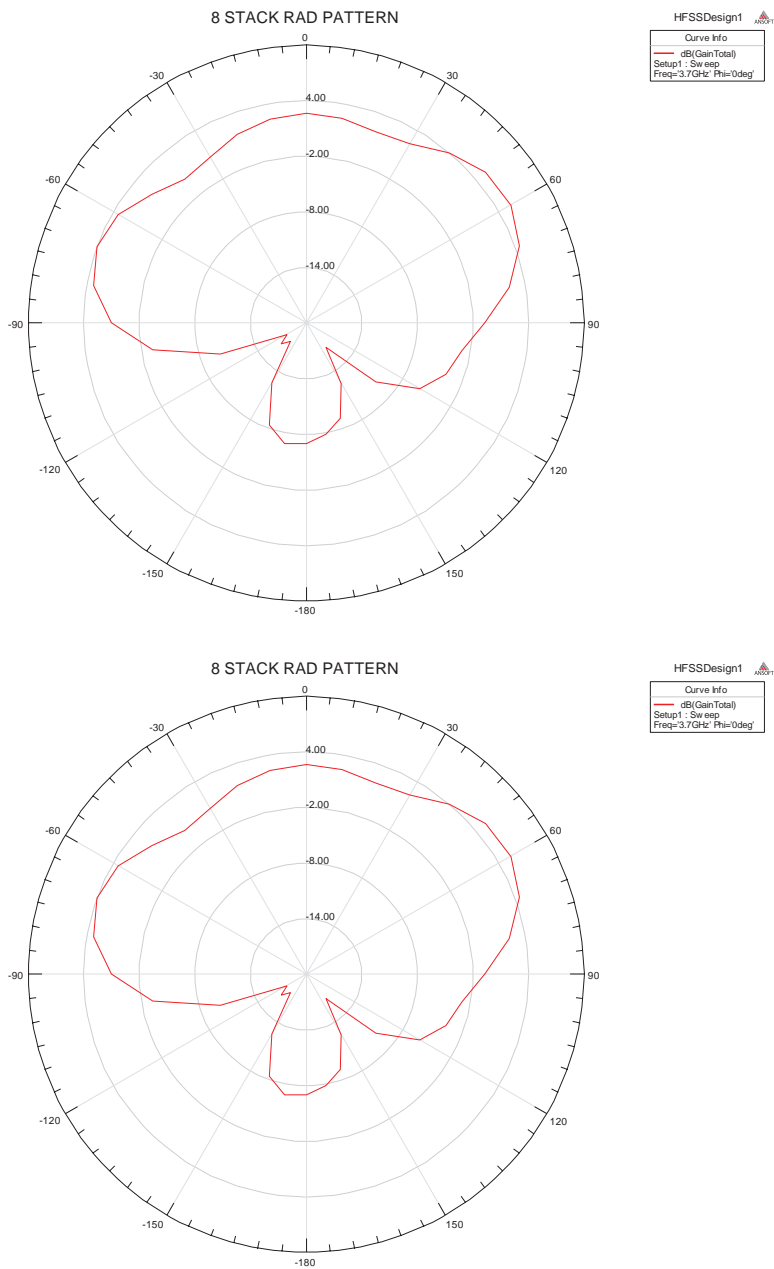 8 STACK RAD PATTERN
HFSSDesign1
ANSOFT
Curve Info
dB(GainTotal)
Setup1 : Sweep
Freq='3.7GHz' Phi='0deg'
0
-30
30
4.00
-60
60
-2.00
-8.00
-14.00
-90
90
-120
120
-150
150
-180
8 STACK RAD PATTERN
HFSSDesign1
ANSOFT
Curve Info
dB(GainTotal)
Setup1 : Sweep
Freq='3.7GHz' Phi='0deg'
0
-30
30
4.00
-60
60
-2.00
-8.00
-14.00
-90
90
-120
120
-150
150
-180